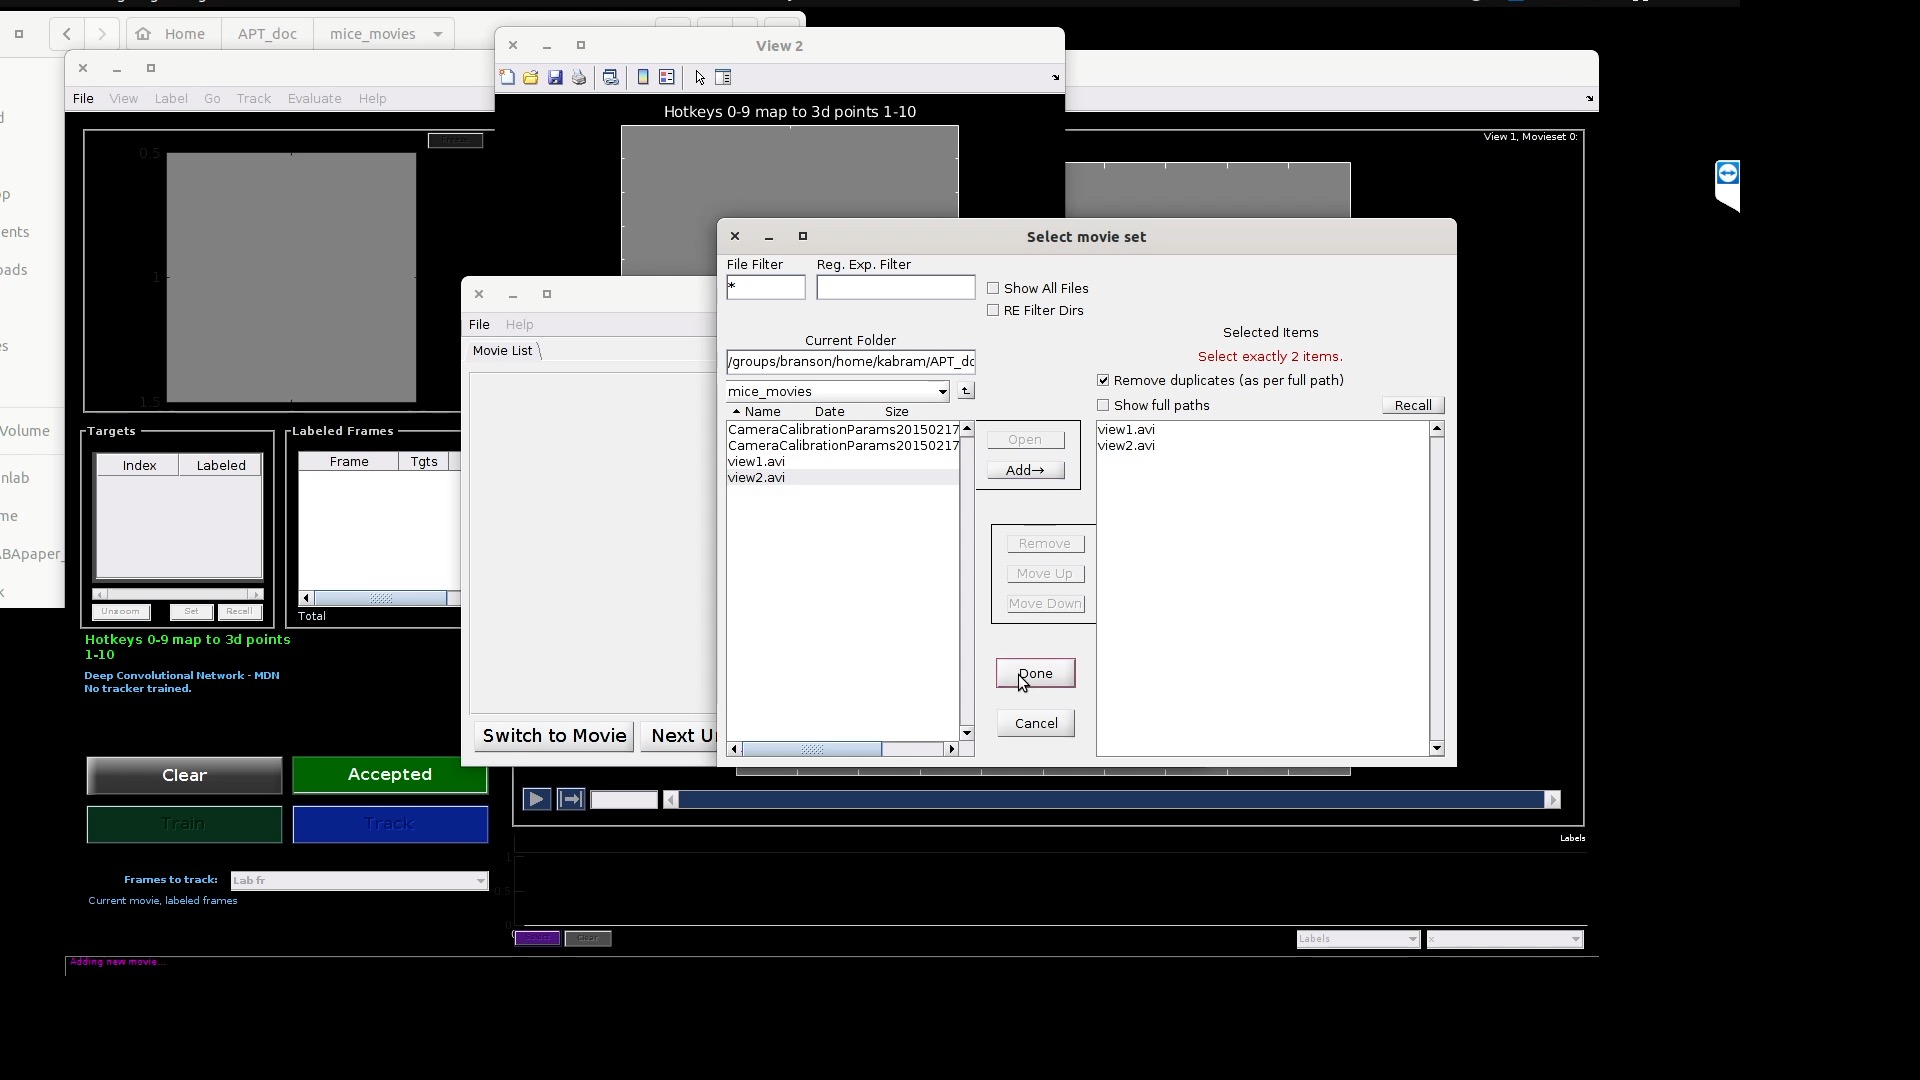 Home
APT_doc
mice_movies
View 2
File
View
Label
Go
Track
Evaluate
Help
Hotkeys 0-9 map to 3d points 1-10
View 1, Movieset 0:
0.5
1
1.5
Select movie set
File Filter
Reg. Exp. Filter
*
Show All Files
RE Filter Dirs
Current Folder
/groups/branson/home/kabram/APT_dc
mice_movies
Name
Date
Size
CameraCalibrationParams20150217
CameraCalibrationParams20150217
view1.avi
view2.avi
Open
Add→
Remove
Move Up
Move Down
Done
Cancel
Selected Items
Select exactly 2 items.
Remove duplicates (as per full path)
Show full paths
Recall
view1.avi
view2.avi
File
Help
Movie List
Switch to Movie
Next Ur
Targets
Index
Labeled
Unzoom
Set
Recall
Labeled Frames
Frame
Tgts
Total
Hotkeys 0-9 map to 3d points
1-10
Deep Convolutional Network - MDN
No tracker trained.
Clear
Accepted
Train
Track
Frames to track:
Lab fr
Current movie, labeled frames
Labels
1
0.5
0
Clear
Labels
x
Adding new movie...
ents
oads
Volume
nlab
me
BApaper_